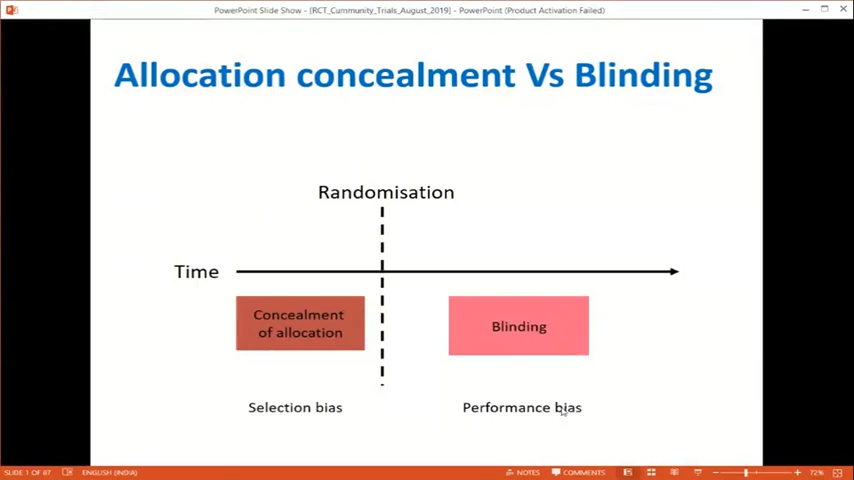 PowerPoint Slide Show - [RCT_Cummunity_Trials_August_2019] - PowerPoint (Product Activation Failed)
Allocation concealment Vs Blinding
Randomisation
Time
Concealment
of allocation
Blinding
Selection bias
Performance bias
SLIDE 1 OF 87
ENGLISH (INDIA)
NOTES
COMMENTS
72%